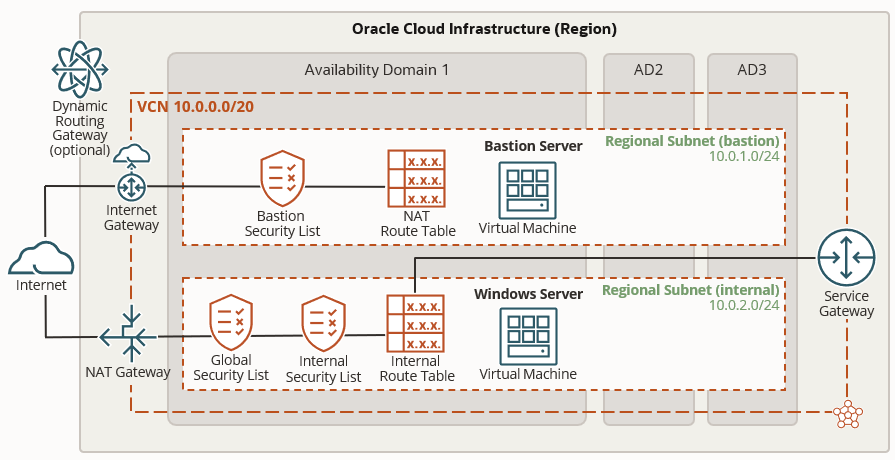 Oracle Cloud Infrastructure (Region)
Availability Domain 1
AD2
AD3
Dynamic
Routing
Gateway
(optional)
VCN 10.0.0.0/20
Bastion Server
Regional Subnet (bastion)
10.0.1.0/24
x.x.x.
x.x.x.
x.x.x.
Internet
Gateway
Bastion
Security List
NAT
Route Table
Virtual Machine
Internet
Windows Server
Regional Subnet (internal)
10.0.2.0/24
Service
Gateway
x.x.x.
x.x.x.
x.x.x.
NAT Gateway
Global
Security List
Internal
Security List
Internal
Route Table
Virtual Machine